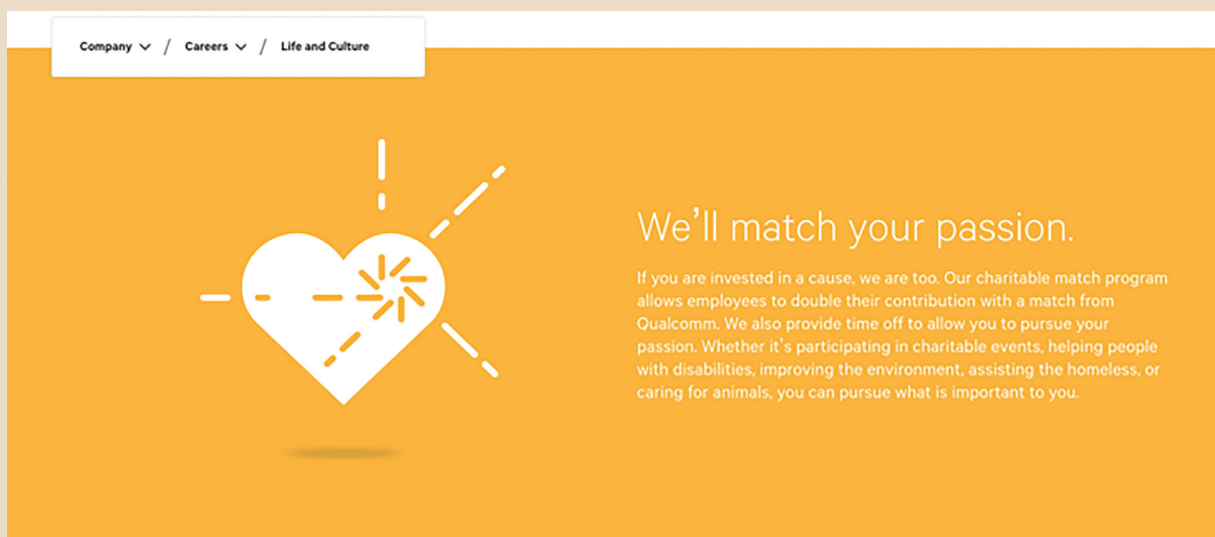 Company / Careers / Life and Culture
We’ll match your passion.
If you are invested in a cause, we are too. Our charitable match program
allows employees to double their contribution with a match from
Qualcomm. We also provide time off to allow you to pursue your
passion. Whether it's participating in charitable events, helping people
with disabilities, improving the environment, assisting the homeless, or
caring for animals, you can pursue what is important to you.